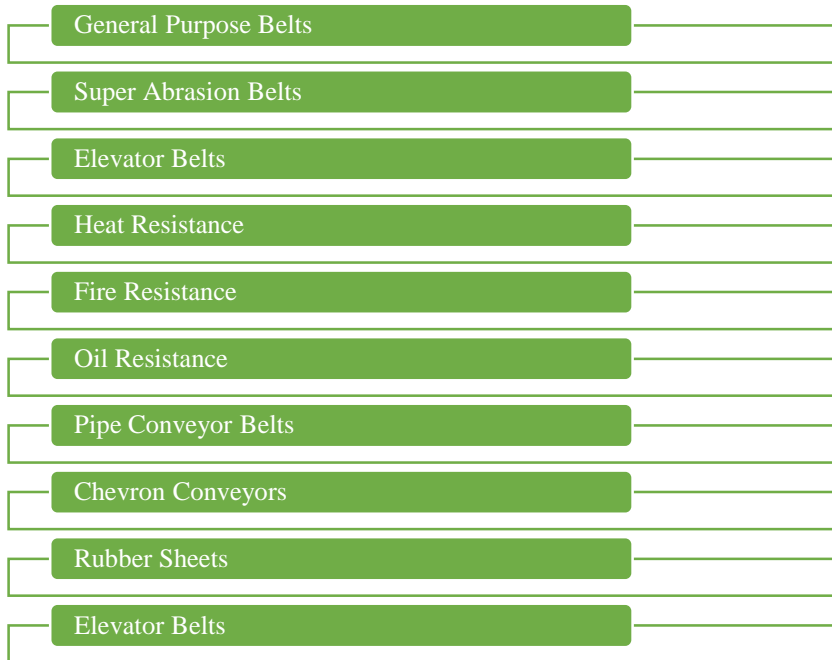 General Purpose Belts
Super Abrasion Belts
Elevator Belts
Heat Resistance
Fire Resistance
Oil Resistance
Pipe Conveyor Belts
Chevron Conveyors
Rubber Sheets
Elevator Belts